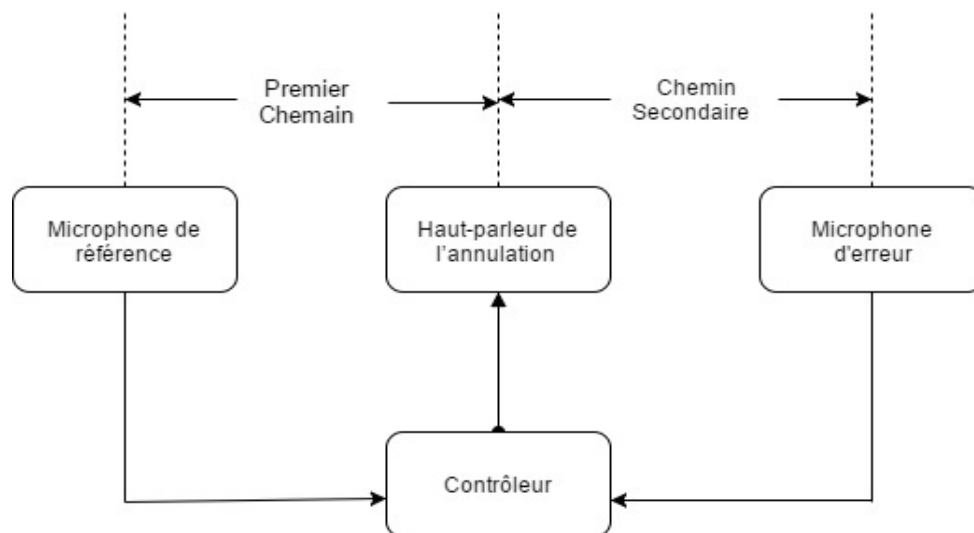 Premier
Chemain
Chemin
Secondaire
Microphone de
référence
Haut-parleur de
l’annulation
Microphone
d'erreur
Contrôleur